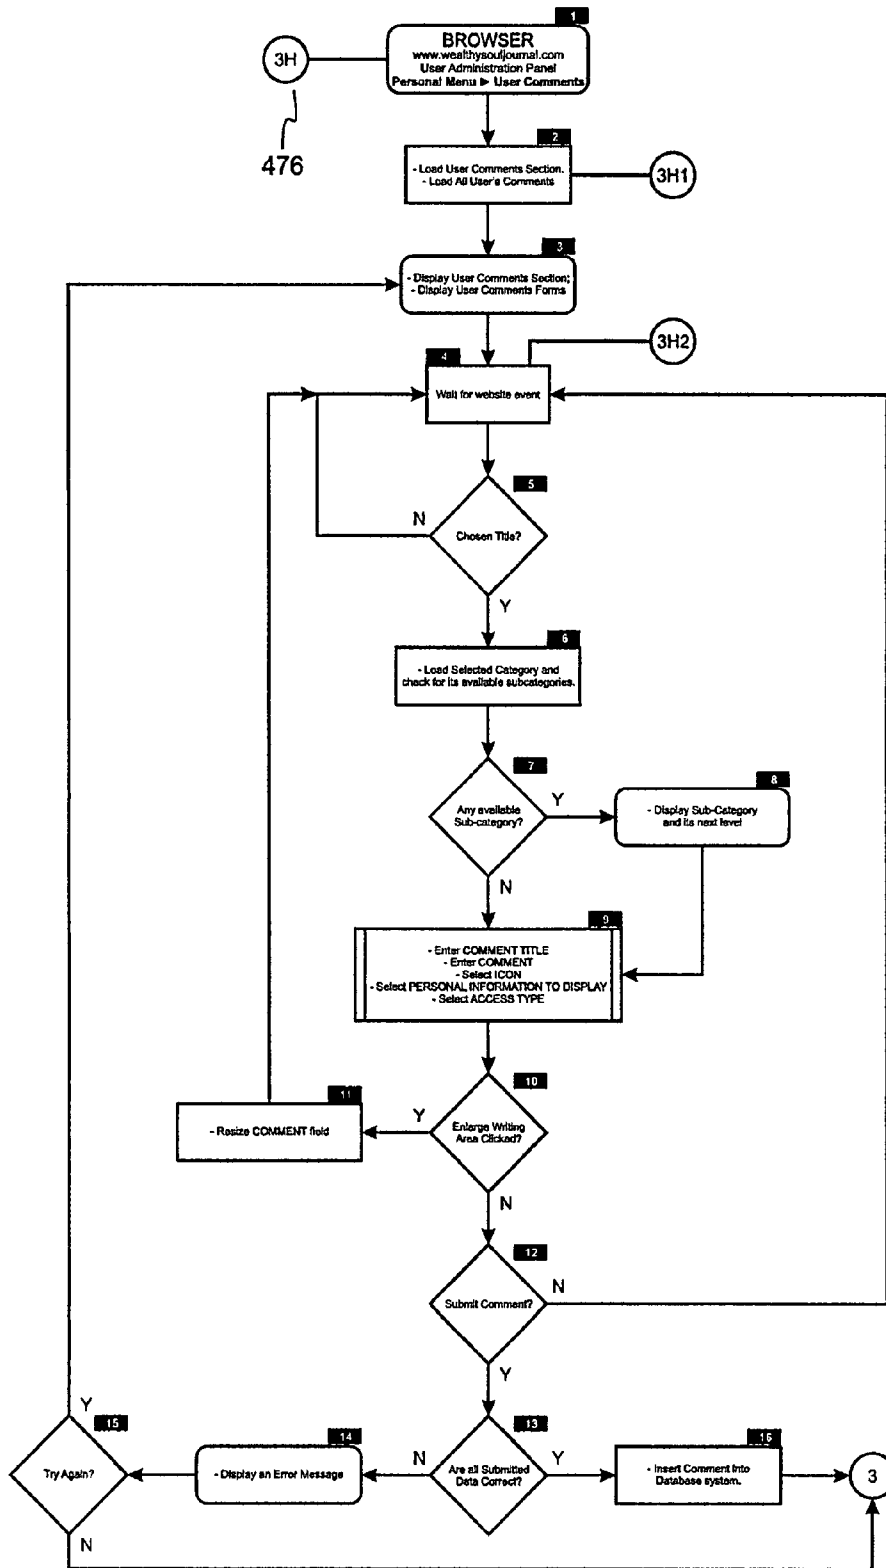 1
3H
BROWSER
www.wealthysouljournal.com
User Administration Panel
Personal Menu ► User Comments
476
2
- Load User Comments Section.
- Load All User's Comments
3H1
3
- Display User Comments Section;
- Display User Comments Forms
3H2
4
Wait for website event
5
N
Chosen Title?
Y
6
- Load Selected Category and
check for its available subcategories.
7
8
Any available
Sub-category?
Y
- Display Sub-Category
and its next level
N
9
- Enter COMMENT TITLE
- Enter COMMENT
- Select ICON
- Select PERSONAL INFORMATION TO DISPLAY
- Select ACCESS TYPE
10
11
- Resize COMMENT field
Y
Enlarge Writing
Area Clicked?
N
12
Submit Comment?
N
Y
Y
15
14
13
16
Try Again?
- Display an Error Message
N
Are all Submitted
Data Correct?
Y
- Insert Comment Into
Database system.
3
N